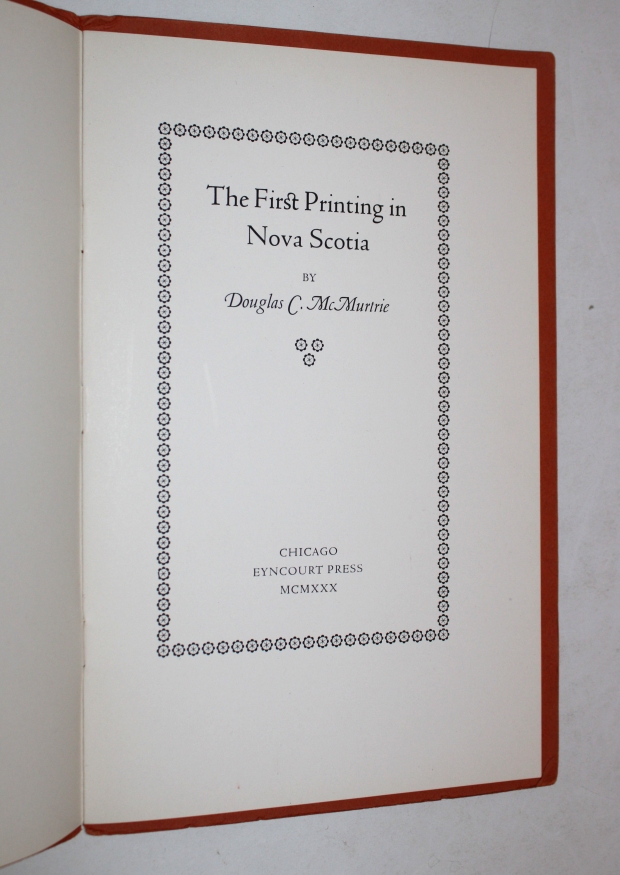 The First Printing in
Nova Scotia
BY
Douglas C. McMurtrie
CHICAGO
EYNCOURT PRESS
MCMXXX